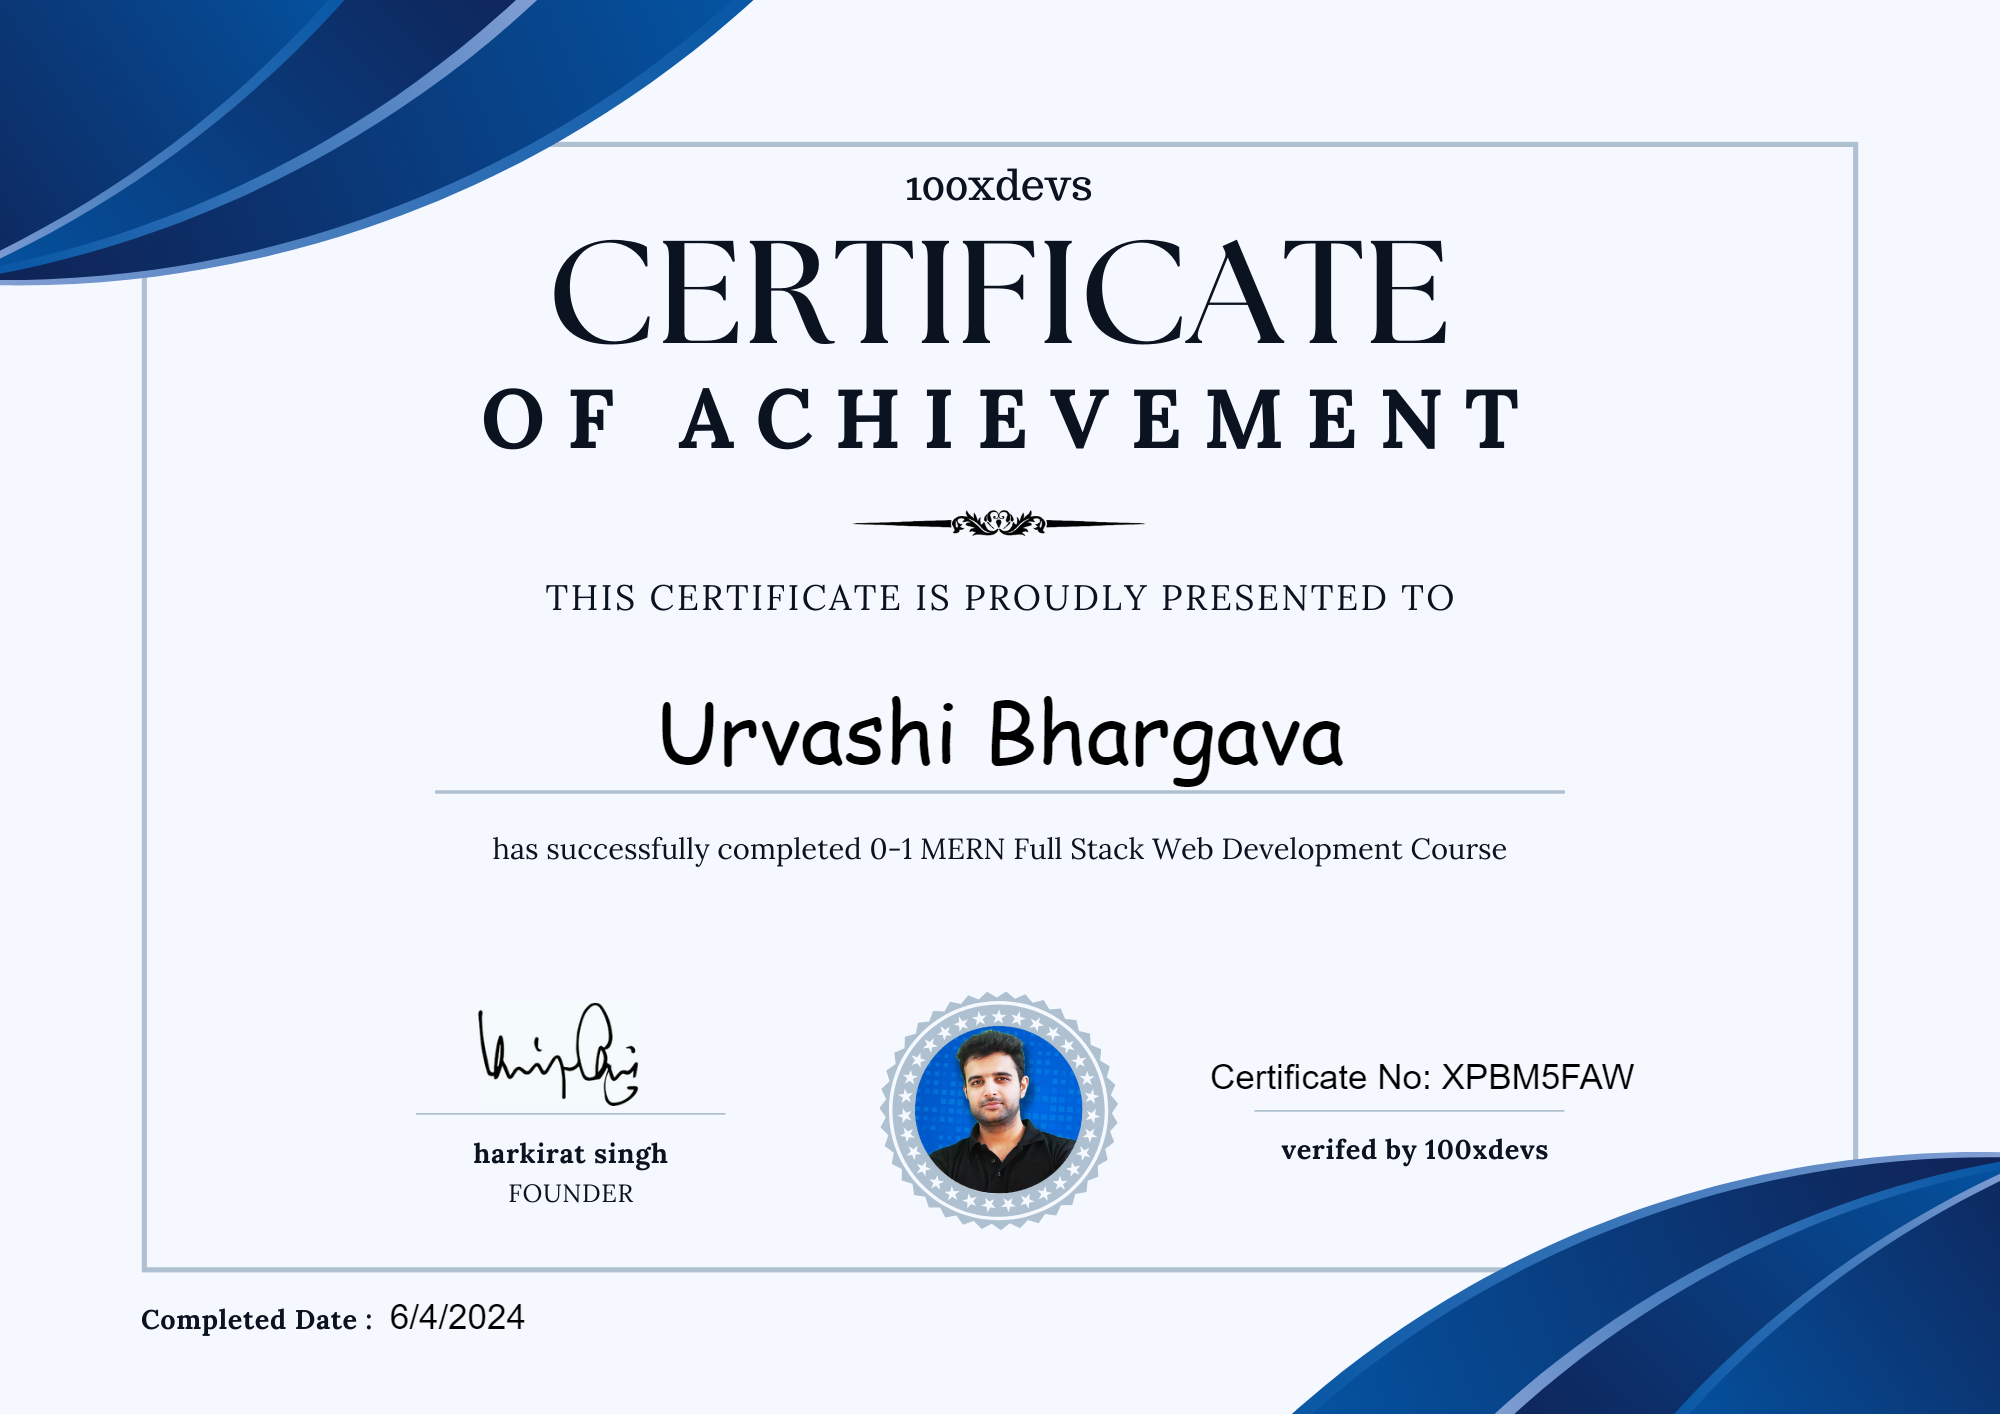 100xdevs
CERTIFICATE
OF ACHIEVEMENT
THIS CERTIFICATE IS PROUDLY PRESENTED TO
Urvashi Bhargava
has successfully completed 0-1 MERN Full Stack Web Development Course
Certificate No: XPBM5FAW
harkirat singh
FOUNDER
verifed by 100xdevs
Completed Date : 6/4/2024